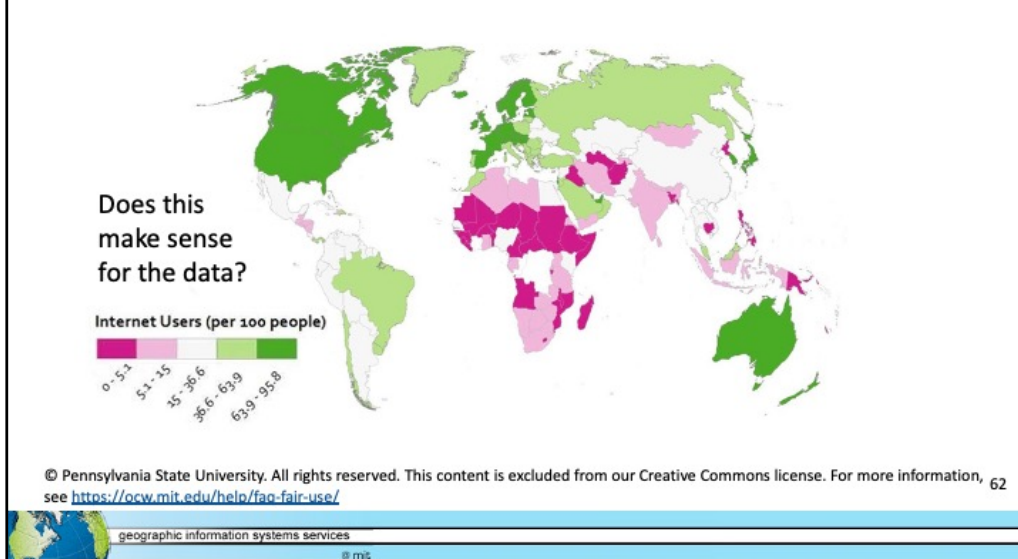 Does this
make sense
for the data?
Internet Users (per 100 people)
0 - 5.1
5.1 - 15
15 - 36.6
36.6 - 63.9
63.9 - 95.8
© Pennsylvania State University. All rights reserved. This content is excluded from our Creative Commons license. For more information,
see https://ocw.mit.edu/help/faq-fair-use/
62
geographic information systems services
@ mit